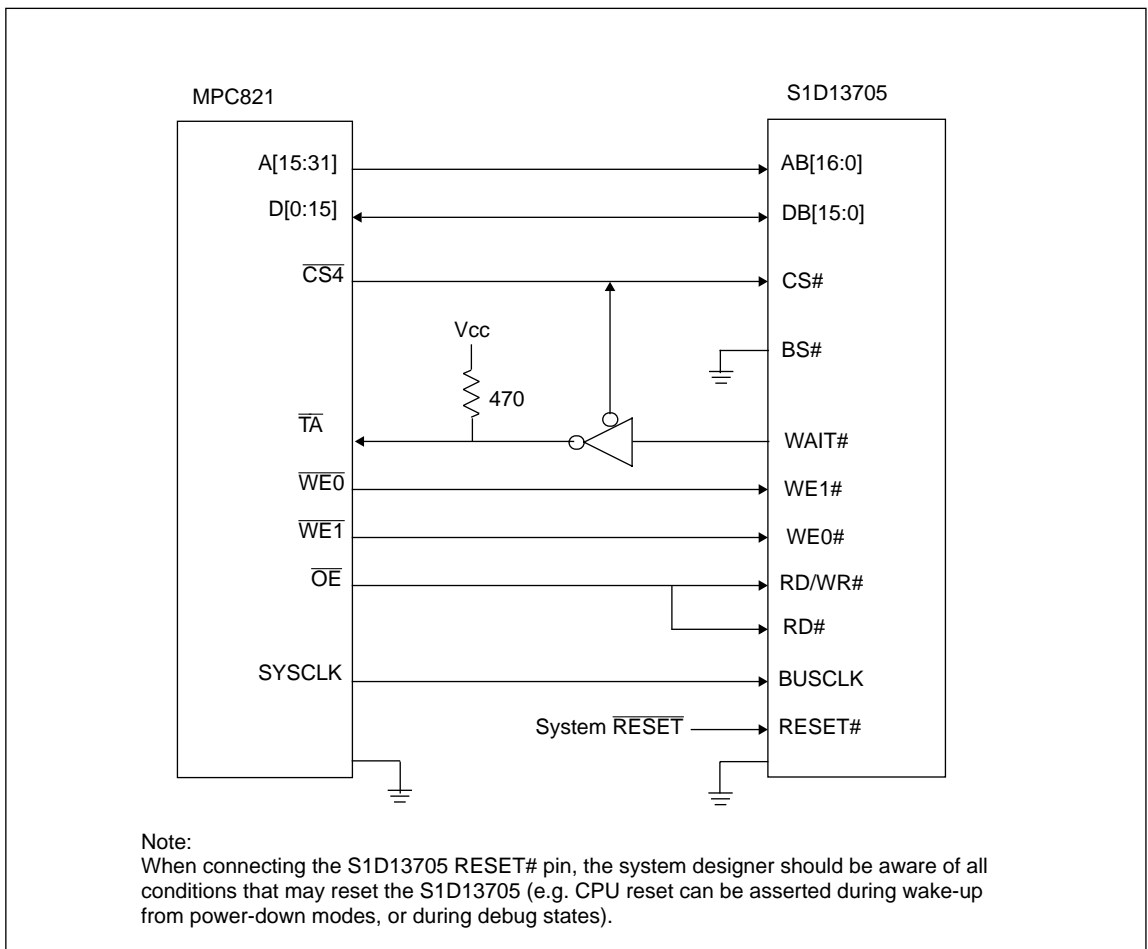 MPC821
S1D13705
A[15:31]
AB[16:0]
D[0:15]
DB[15:0]
CS4
CS#
Vcc
BS#
470
TA
WAIT#
WE0
WE1#
WE1
WE0#
OE
RD/WR#
RD#
SYSCLK
BUSCLK
System RESET
RESET#
Note:
When connecting the S1D13705 RESET# pin, the system designer should be aware of all
conditions that may reset the S1D13705 (e.g. CPU reset can be asserted during wake-up
from power-down modes, or during debug states).